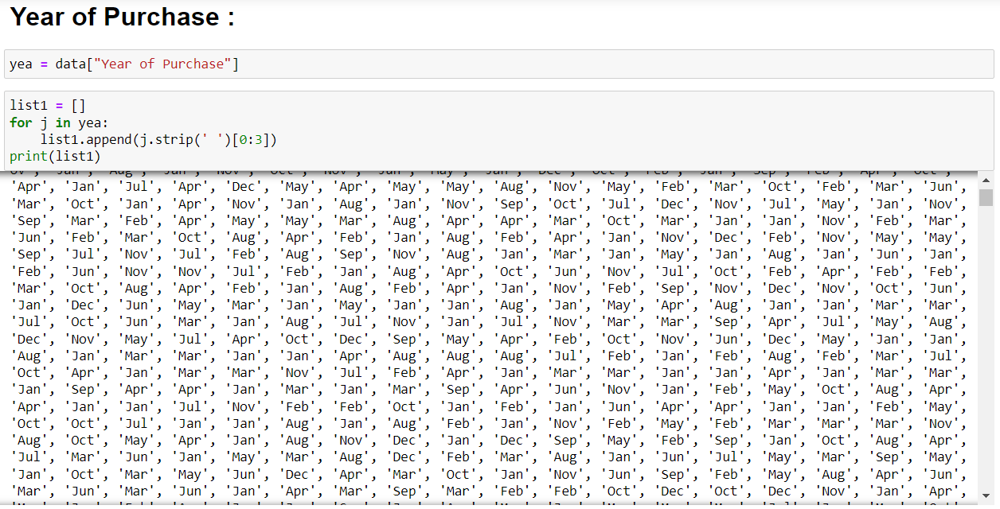 Year of Purchase :
yea = data["Year of Purchase"]
list1 = []
for j in yea:
    list1.append(j.strip(' ')[0:3])
print(list1)
'Apr', 'Jan', 'Jul', 'Apr', 'Dec', 'May', 'Apr', 'May', 'May', 'Aug', 'Nov', 'May', 'Feb', 'Mar', 'Oct', 'Feb', 'Mar', 'Jun',
'Mar', 'Oct', 'Jan', 'Apr', 'Nov', 'Jan', 'Aug', 'Jan', 'Nov', 'Sep', 'Oct', 'Jul', 'Dec', 'Nov', 'Jul', 'May', 'Jan', 'Nov',
'Sep', 'Mar', 'Feb', 'Apr', 'May', 'May', 'Mar', 'Aug', 'Apr', 'Apr', 'Mar', 'Oct', 'Mar', 'Jan', 'Jan', 'Nov', 'Feb', 'Mar',
'Jun', 'Feb', 'Mar', 'Oct', 'Aug', 'Apr', 'Feb', 'Jan', 'Aug', 'Feb', 'Apr', 'Jan', 'Nov', 'Dec', 'Feb', 'Nov', 'May', 'May',
'Sep', 'Jul', 'Nov', 'Jul', 'Feb', 'Aug', 'Sep', 'Nov', 'Aug', 'Jan', 'Mar', 'Jan', 'May', 'Jan', 'Aug', 'Jan', 'Jun', 'Jan',
'Feb', 'Jun', 'Nov', 'Nov', 'Jul', 'Feb', 'Jan', 'Aug', 'Apr', 'Oct', 'Jun', 'Nov', 'Jul', 'Oct', 'Feb', 'Apr', 'Feb', 'Feb',
'Mar', 'Oct', 'Aug', 'Apr', 'Feb', 'Jan', 'Aug', 'Feb', 'Apr', 'Jan', 'Nov', 'Feb', 'Sep', 'Nov', 'Dec', 'Nov', 'Oct', 'Jun',
'Jan', 'Dec', 'Jun', 'May', 'Mar', 'Jan', 'May', 'Jan', 'Jan', 'Aug', 'Jan', 'May', 'Apr', 'Aug', 'Jan', 'Jan', 'Mar', 'Mar',
'Jul', 'Oct', 'Jun', 'Mar', 'Jan', 'Aug', 'Jul', 'Nov', 'Jan', 'Jul', 'Nov', 'Mar', 'Mar', 'Sep', 'Apr', 'Jul', 'May', 'Aug',
'Dec', 'Nov', 'May', 'Jul', 'Apr', 'Oct', 'Dec', 'Sep', 'May', 'Apr', 'Feb', 'Oct', 'Nov', 'Jun', 'Dec', 'May', 'Jan', 'Jan',
'Aug', 'Jan', 'Mar', 'Mar', 'Jan', 'Jan', 'Apr', 'Aug', 'Aug', 'Aug', 'Jul', 'Feb', 'Jan', 'Feb', 'Aug', 'Feb', 'Mar', 'Jul',
'Oct', 'Apr', 'Jan', 'Mar', 'Mar', 'Nov', 'Jul', 'Feb', 'Apr', 'Jan', 'Mar', 'Mar', 'Jan', 'Jan', 'Apr', 'Jan', 'Mar', 'Mar',
'Jan', 'Sep', 'Apr', 'Apr', 'Jan', 'Mar', 'Jan', 'Mar', 'Sep', 'Apr', 'Jun', 'Nov', 'Jan', 'Feb', 'May', 'Oct', 'Aug', 'Apr',
'Apr', 'Jan', 'Jan', 'Jul', 'Nov', 'Feb', 'Feb', 'Oct', 'Jan', 'Feb', 'Jan', 'Jun', 'Apr', 'Apr', 'Jan', 'Jan', 'Feb', 'May',
'Oct', 'Oct', 'Jul', 'Jan', 'Jan', 'Aug', 'Jan', 'Aug', 'Feb', 'Jan', 'Nov', 'Feb', 'May', 'Feb', 'Mar', 'Mar', 'Mar', 'Nov',
'Aug', 'Oct', 'May', 'Apr', 'Jan', 'Aug', 'Nov', 'Dec', 'Jan', 'Dec', 'Sep', 'May', 'Feb', 'Sep', 'Jan', 'Oct', 'Aug', 'Apr',
'Jul', 'Mar', 'Jun', 'Jan', 'May', 'Mar', 'Aug', 'Dec', 'Feb', 'Mar', 'Aug', 'Jan', 'Jun', 'Jul', 'May', 'Mar', 'Sep', 'May',
'Jan', 'Oct', 'Mar', 'May', 'Jun', 'Dec', 'Apr', 'Mar', 'Oct', 'Jan', 'Nov', 'Jun', 'Sep', 'Feb', 'May', 'Aug', 'Apr', 'Jun',
'Mar', 'Jun', 'Mar', 'Jun', 'Jan', 'Apr', 'Mar', 'Sep', 'Mar', 'Feb', 'Feb', 'Oct', 'Dec', 'Oct', 'Dec', 'Nov', 'Jan', 'Apr',